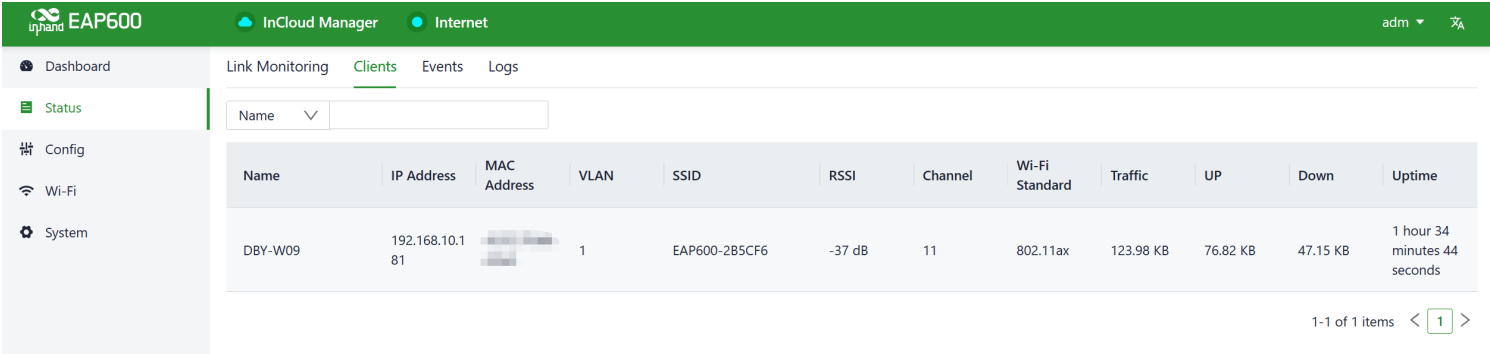 inhand EAP600 InCloud Manager Internet adm
Dashboard
Status
Config
Wi-Fi
System
Link Monitoring Clients Events Logs
Name
Name IP Address MAC Address VLAN SSID RSSI Channel Wi-Fi Standard Traffic UP Down Uptime
DBY-W09 192.168.10.181 1 EAP600-2B5CF6 -37 dB 11 802.11ax 123.98 KB 76.82 KB 47.15 KB 1 hour 34 minutes 44 seconds
1-1 of 1 items 1